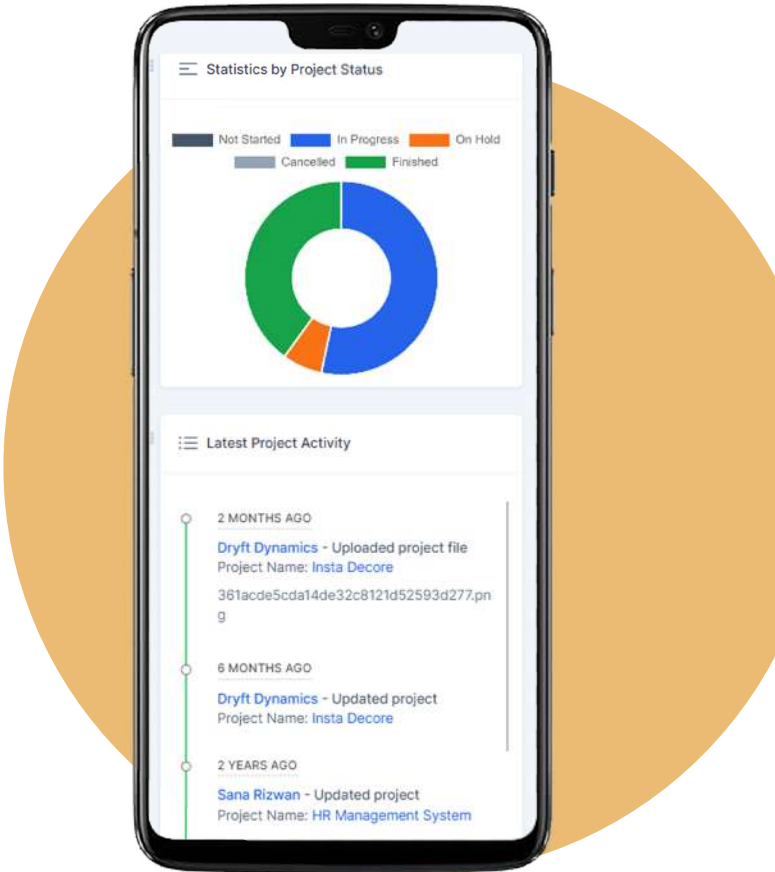 Statistics by Project Status
Not Started In Progress On Hold
Cancelled Finished
Latest Project Activity
2 MONTHS AGO
Dryft Dynamics - Uploaded project file
Project Name: Insta Decore
361acde5cda14de32c8121d52593d277.pn
g
6 MONTHS AGO
Dryft Dynamics - Updated project
Project Name: Insta Decore
2 YEARS AGO
Sana Rizwan - Updated project
Project Name: HR Management System